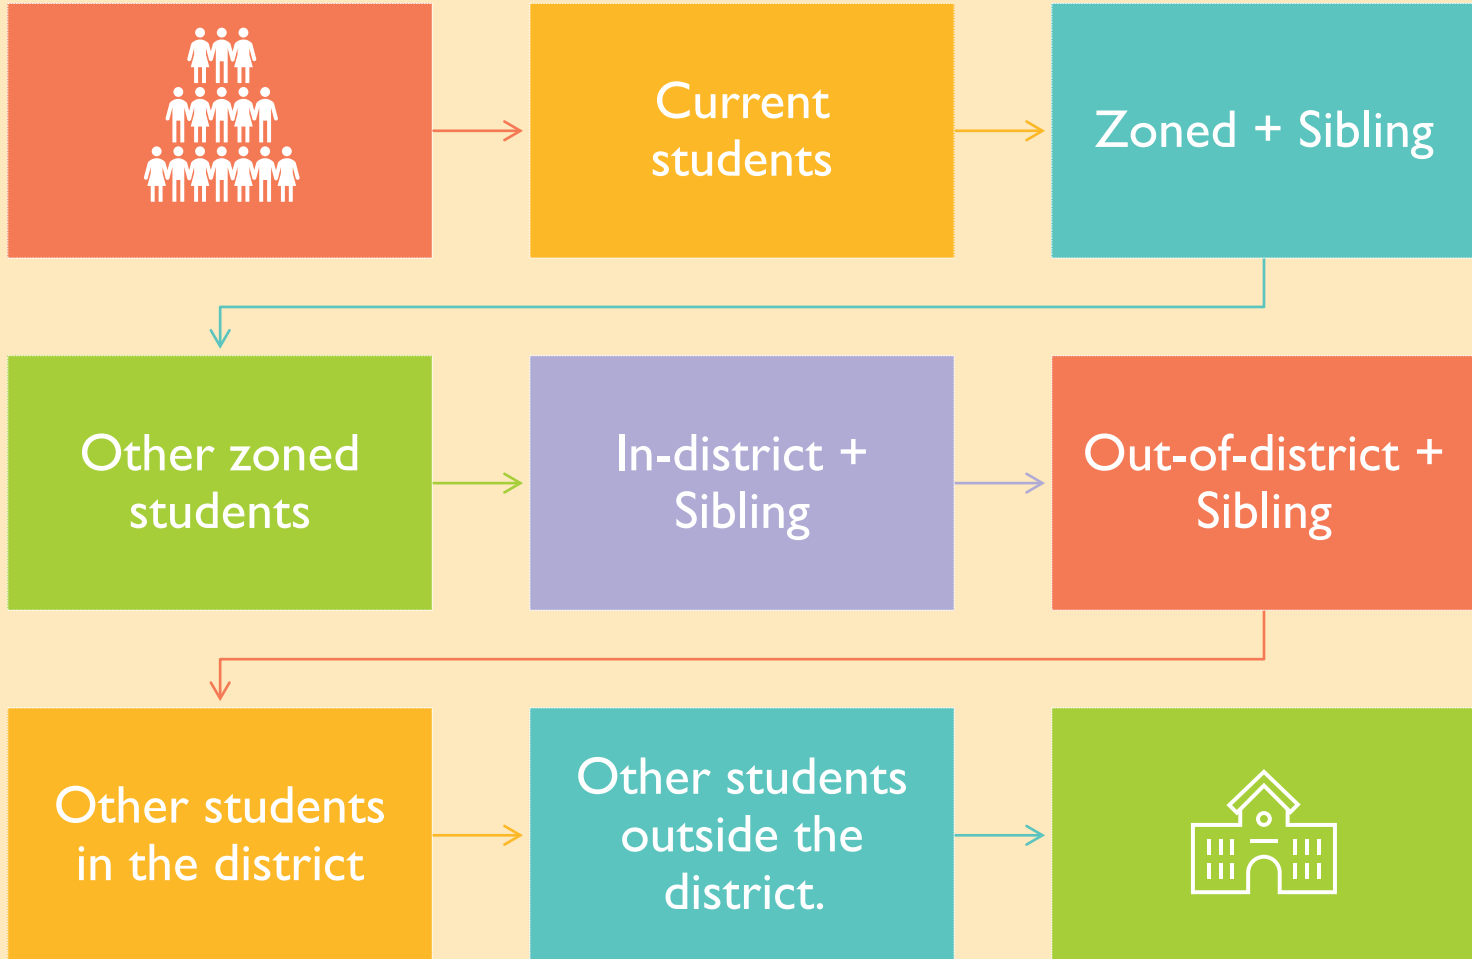 Current
students
Zoned + Sibling
Other zoned
students
In-district +
Sibling
Out-of-district +
Sibling
Other students
in the district
Other students
outside the
district.